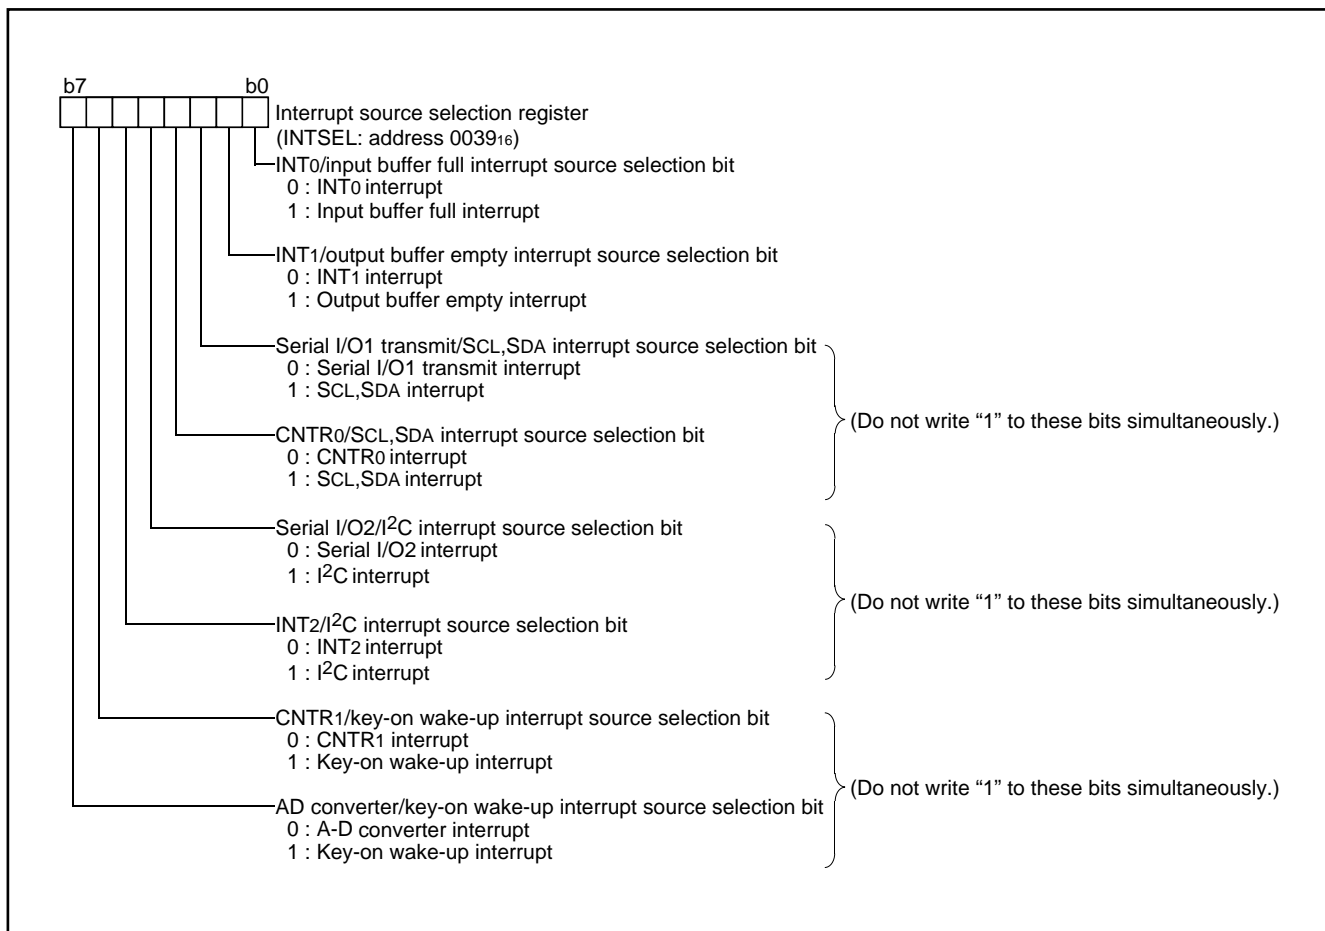 b7 b0
Interrupt source selection register
(INTSEL: address 003916)
INT0/input buffer full interrupt source selection bit
0 : INT0 interrupt
1 : Input buffer full interrupt
INT1/output buffer empty interrupt source selection bit
0 : INT1 interrupt
1 : Output buffer empty interrupt
Serial I/O1 transmit/SCL,SDA interrupt source selection bit
0 : Serial I/O1 transmit interrupt
1 : SCL,SDA interrupt
(Do not write “1” to these bits simultaneously.)
CNTR0/SCL,SDA interrupt source selection bit
0 : CNTR0 interrupt
1 : SCL,SDA interrupt
Serial I/O2/I2C interrupt source selection bit
0 : Serial I/O2 interrupt
1 : I2C interrupt
(Do not write “1” to these bits simultaneously.)
INT2/I2C interrupt source selection bit
0 : INT2 interrupt
1 : I2C interrupt
CNTR1/key-on wake-up interrupt source selection bit
0 : CNTR1 interrupt
1 : Key-on wake-up interrupt
(Do not write “1” to these bits simultaneously.)
AD converter/key-on wake-up interrupt source selection bit
0 : A-D converter interrupt
1 : Key-on wake-up interrupt